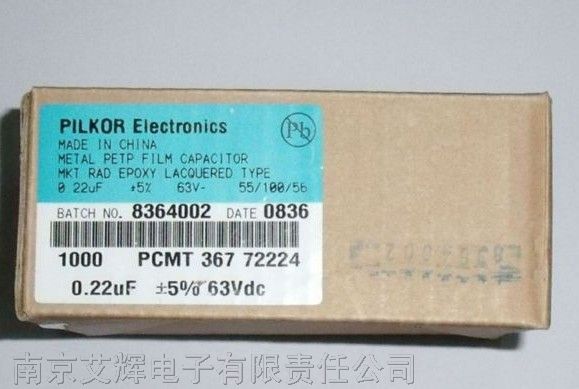 PILKOR Electronics
Pb
MADE IN CHINA
METAL PETP FILM CAPACITOR
MKT RAD EPOXY LACQUERED TYPE
0 22uF ±5% 63V- 55/100/56
BATCH NO. 8364002 DATE 0836
1000 PCMT 367 72224
0.22uF ±5% 63Vdc
南京艾辉电子有限责任公司